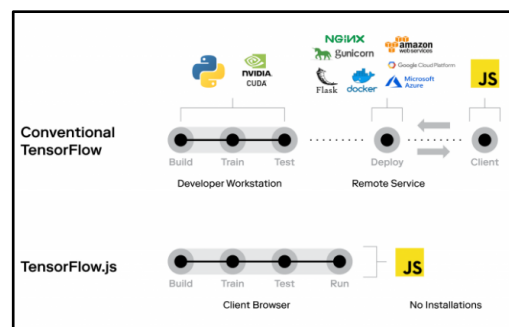 NGINX
gunicorn
amazon
web services
Google Cloud Platform
NVIDIA
CUDA
Flask
docker
Microsoft
Azure
JS
Conventional
TensorFlow
Build
Train
Test
Deploy
Client
Developer Workstation
Remote Service
TensorFlow.js
JS
Build
Train
Test
Run
Client Browser
No Installations